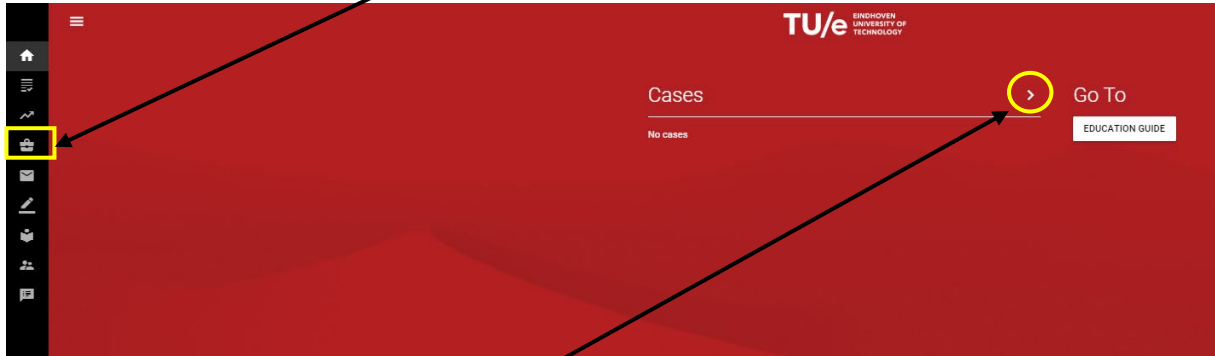 TU/e EINDHOVEN
UNIVERSITY OF
TECHNOLOGY
Cases
Go To
No cases
EDUCATION GUIDE